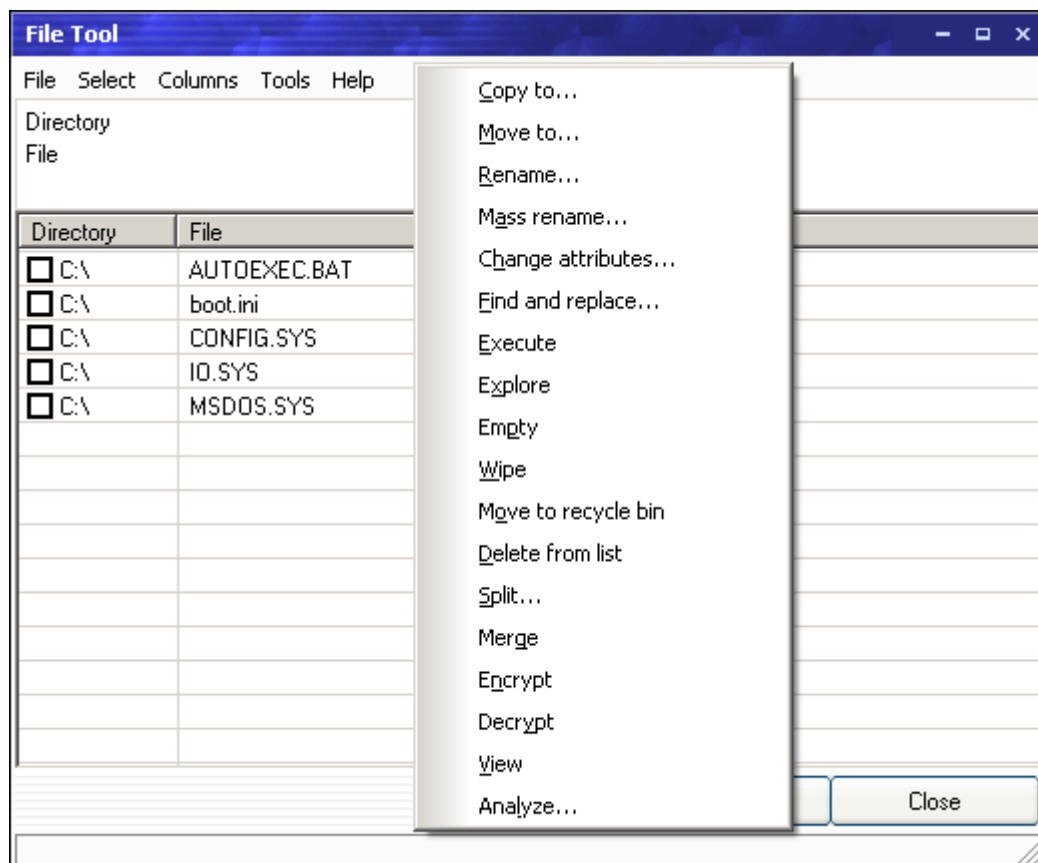 File Tool
File Select Columns Tools Help
Directory
File
Directory File
C:\ AUTOEXEC.BAT
C:\ boot.ini
C:\ CONFIG.SYS
C:\ IO.SYS
C:\ MSDOS.SYS
Copy to...
Move to...
Rename...
Mass rename...
Change attributes...
Find and replace...
Execute
Explore
Empty
Wipe
Move to recycle bin
Delete from list
Split...
Merge
Encrypt
Decrypt
View
Analyze...
Close